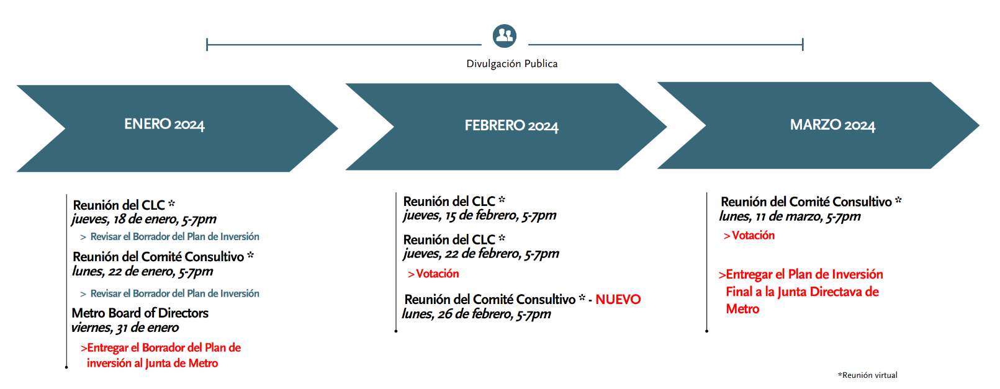 Divulgación Publica
ENERO 2024
FEBRERO 2024
MARZO 2024
Reunión del CLC *
jueves, 18 de enero, 5-7pm
> Revisar el Borrador del Plan de Inversión
Reunión del Comité Consultivo *
lunes, 22 de enero, 5-7pm
> Revisar el Borrador del Plan de Inversión
Metro Board of Directors
viernes, 31 de enero
>Entregar el Borrador del Plan de
inversión al Junta de Metro
Reunión del CLC *
jueves, 15 de febrero, 5-7pm
Reunión del CLC *
jueves, 22 de febrero, 5-7pm
>Votación
Reunión del Comité Consultivo * - NUEVO
lunes, 26 de febrero, 5-7pm
Reunión del Comité Consultivo *
lunes, 11 de marzo, 5-7pm
>Votación
>Entregar el Plan de Inversión
Final a la Junta Directava de
Metro
*Reunión virtual